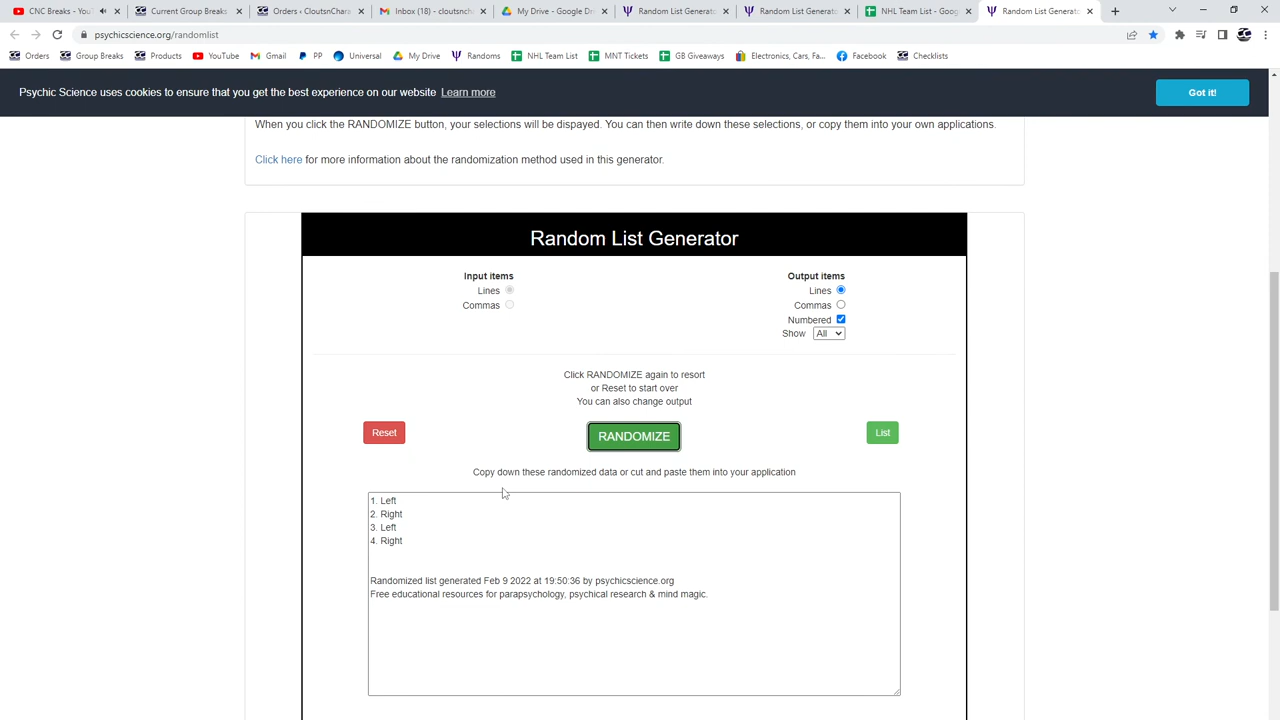 CNC Breaks - You
Current Group Breaks
Orders ‹ CloutsnCha
Inbox (18) - cloutsnc
My Drive - Google Dr
Random List Generat
Random List Generat
NHL Team List - Goog
Random List Generat
psychicscience.org/randomlist
Orders
Group Breaks
Products
YouTube
Gmail
PP
Universal
My Drive
Randoms
NHL Team List
MNT Tickets
GB Giveaways
Electronics, Cars, Fa...
Facebook
Checklists
Psychic Science uses cookies to ensure that you get the best experience on our website Learn more
Got it!
When you click the RANDOMIZE button, your selections will be dispayed. You can then write down these selections, or copy them into your own applications.
Click here for more information about the randomization method used in this generator.
Random List Generator
Input items
Lines
Commas
Output items
Lines
Commas
Numbered
Show All
Click RANDOMIZE again to resort
or Reset to start over
You can also change output
Reset
RANDOMIZE
List
Copy down these randomized data or cut and paste them into your application
1. Left
2. Right
3. Left
4. Right
Randomized list generated Feb 9 2022 at 19:50:36 by psychicscience.org
Free educational resources for parapsychology, psychical research & mind magic.